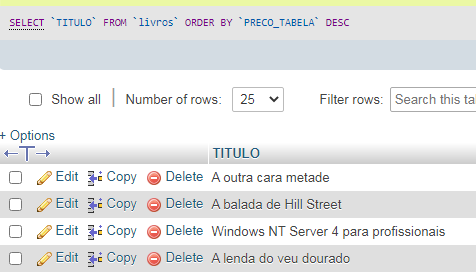 SELECT `TITULO` FROM `livros` ORDER BY `PRECO_TABELA` DESC
Show all | Number of rows: 25 Filter rows: Search this ta
+ Options
←T→ TITULO
Edit Copy Delete A outra cara metade
Edit Copy Delete A balada de Hill Street
Edit Copy Delete Windows NT Server 4 para profissionais
Edit Copy Delete A lenda do veu dourado